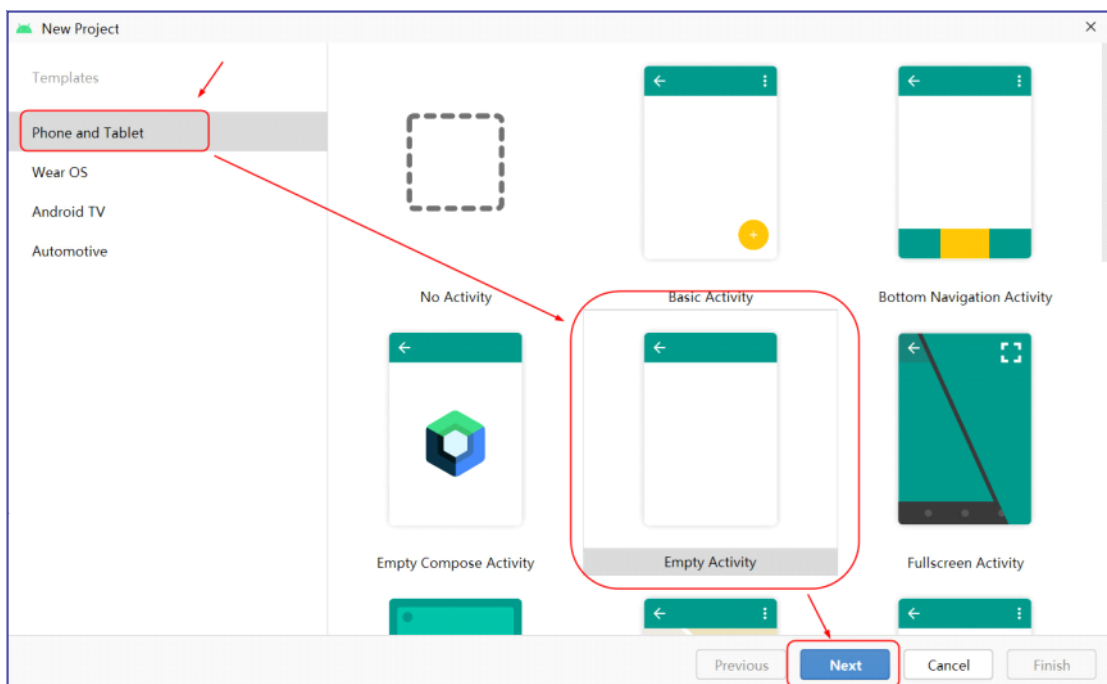 New Project
Templates
Phone and Tablet
Wear OS
Android TV
Automotive
No Activity
Basic Activity
Bottom Navigation Activity
Empty Compose Activity
Empty Activity
Fullscreen Activity
Previous
Next
Cancel
Finish